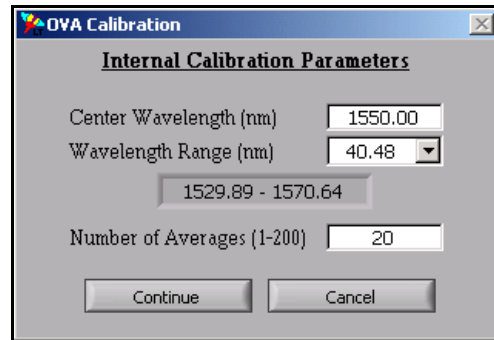 OVA Calibration
Internal Calibration Parameters
Center Wavelength (nm) 1550.00
Wavelength Range (nm) 40.48
1529.89 - 1570.64
Number of Averages (1-200) 20
Continue Cancel